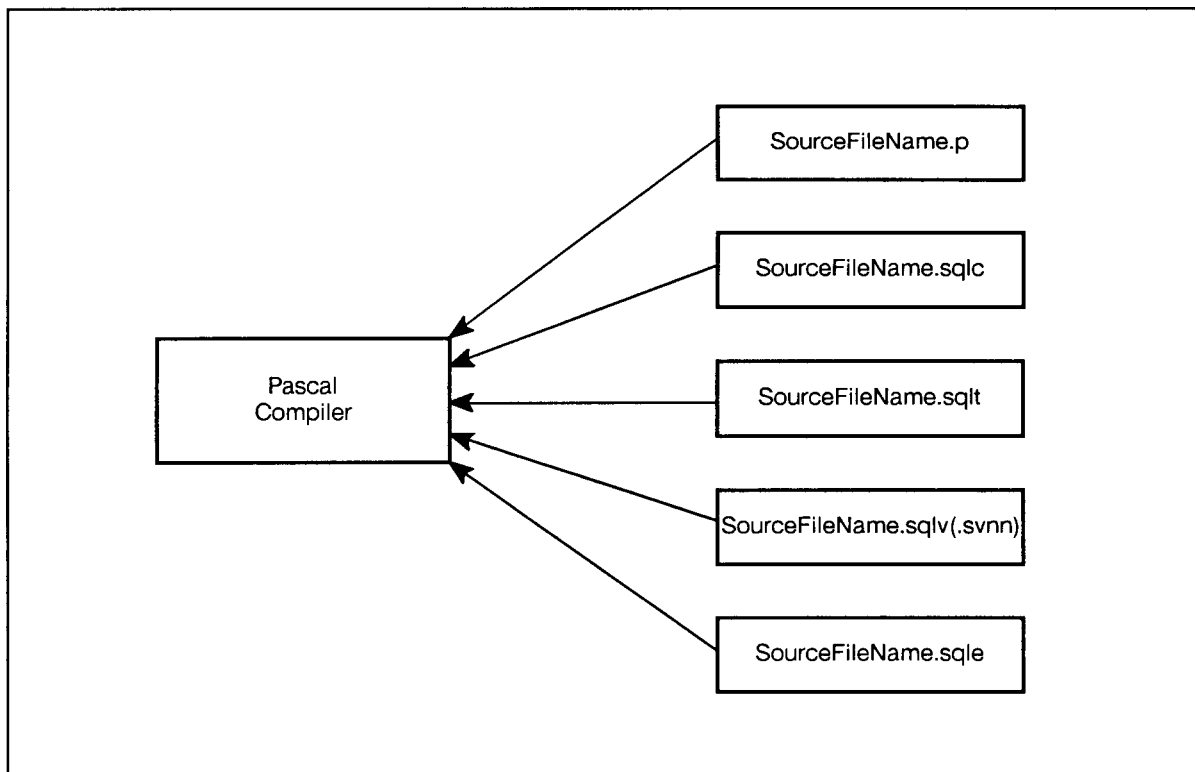 SourceFileName.p
SourceFileName.sqlc
SourceFileName.sqlt
SourceFileName.sqlv(.svnn)
SourceFileName.sqle
Pascal
Compiler